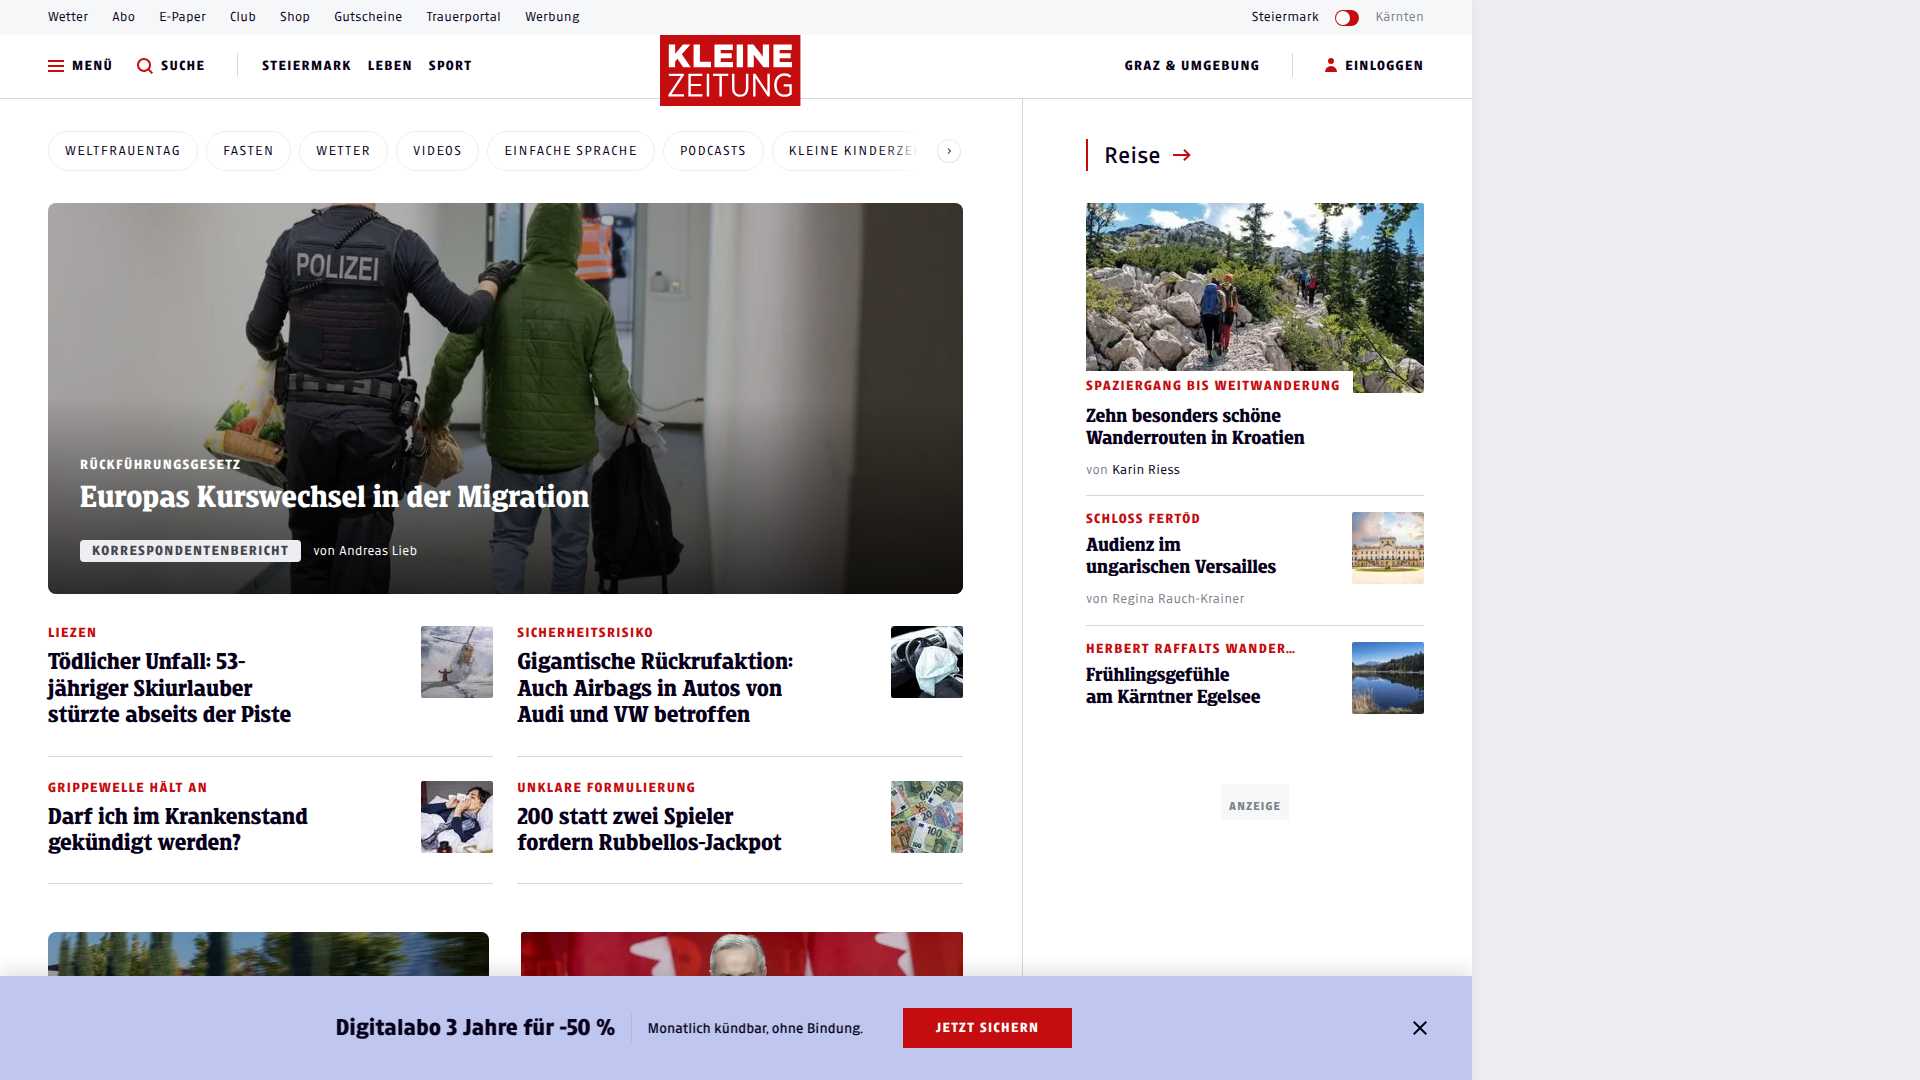 Wetter Abo E-Paper Club Shop Gutscheine Trauerportal Werbung Steiermark Kärnten
MENÜ SUCHE STEIERMARK LEBEN SPORT KLEINE ZEITUNG GRAZ & UMGEBUNG EINLOGGEN
WELTFRAUENTAG FASTEN WETTER VIDEOS EINFACHE SPRACHE PODCASTS KLEINE KINDERZEI
POLIZEI
RÜCKFÜHRUNGSGESETZ
Europas Kurswechsel in der Migration
KORRESPONDENTENBERICHT von Andreas Lieb
LIEZEN
Tödlicher Unfall: 53-
jähriger Skiurlauber
stürzte abseits der Piste
SICHERHEITSRISIKO
Gigantische Rückrufaktion:
Auch Airbags in Autos von
Audi und VW betroffen
GRIPPEWELLE HÄLT AN
Darf ich im Krankenstand
gekündigt werden?
UNKLARE FORMULIERUNG
200 statt zwei Spieler
fordern Rubbellos-Jackpot
Reise
SPAZIERGANG BIS WEITWANDERUNG
Zehn besonders schöne
Wanderrouten in Kroatien
von Karin Riess
SCHLOSS FERTÖD
Audienz im
ungarischen Versailles
von Regina Rauch-Krainer
HERBERT RAFFALTS WANDER...
Frühlingsgefühle
am Kärntner Egelsee
ANZEIGE
Digitalabo 3 Jahre für -50 % Monatlich kündbar, ohne Bindung. JETZT SICHERN